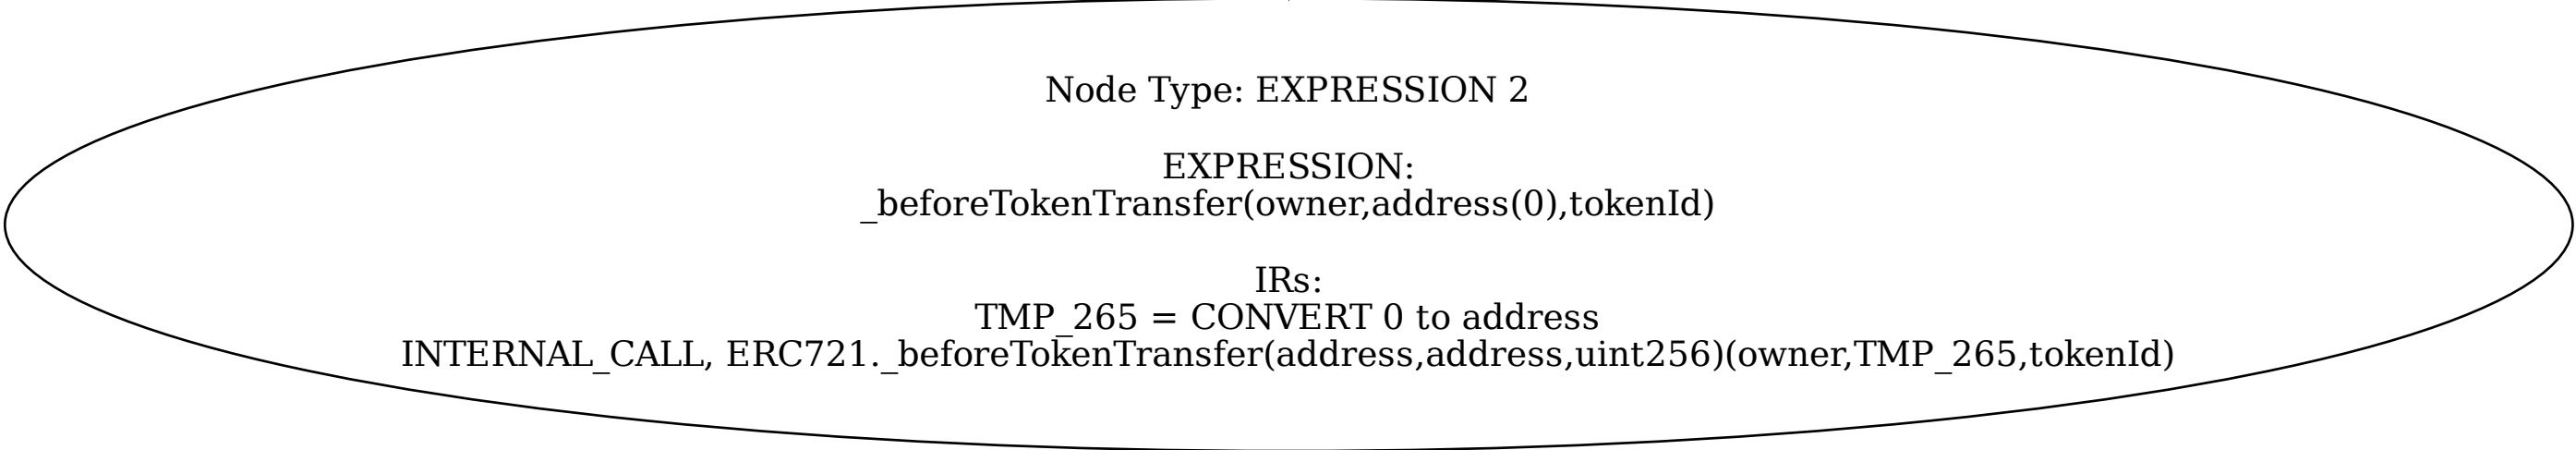 Node Type: EXPRESSION 2
EXPRESSION:
_beforeTokenTransfer(owner,address(0),tokenId)
IRs:
TMP_265 = CONVERT 0 to address
INTERNAL_CALL, ERC721._beforeTokenTransfer(address,address,uint256)(owner,TMP_265,tokenId)